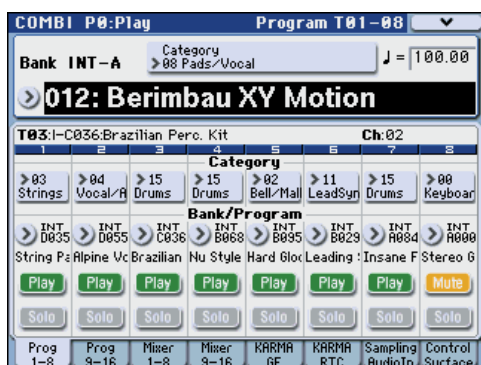 COMBI P0:Play Program T01-08
Bank INT-A
Category
08 Pads/Vocal
♩= 100.00
012: Berimbau XY Motion
T03:I-C036:Brazilian Perc. Kit Ch:02
1 2 3 4 5 6 7 8
Category
03 Strings 04 Vocal/A 15 Drums 15 Drums 02 Bell/Mall 11 LeadSyn 15 Drums 00 Keyboar
Bank/Program
INT D035 INT D055 INT C036 INT B068 INT B095 INT B029 INT A084 INT A000
String Pa Alpine Vo Brazilian Nu Style Hard Gloc Leading S Insane F Stereo G
Play Play Play Play Play Play Play Mute
Solo Solo Solo Solo Solo Solo Solo Solo
Prog 1-8 Prog 9-16 Mixer 1-8 Mixer 9-16 KARMA GE KARMA RTC Sampling AudioIn Control Surface